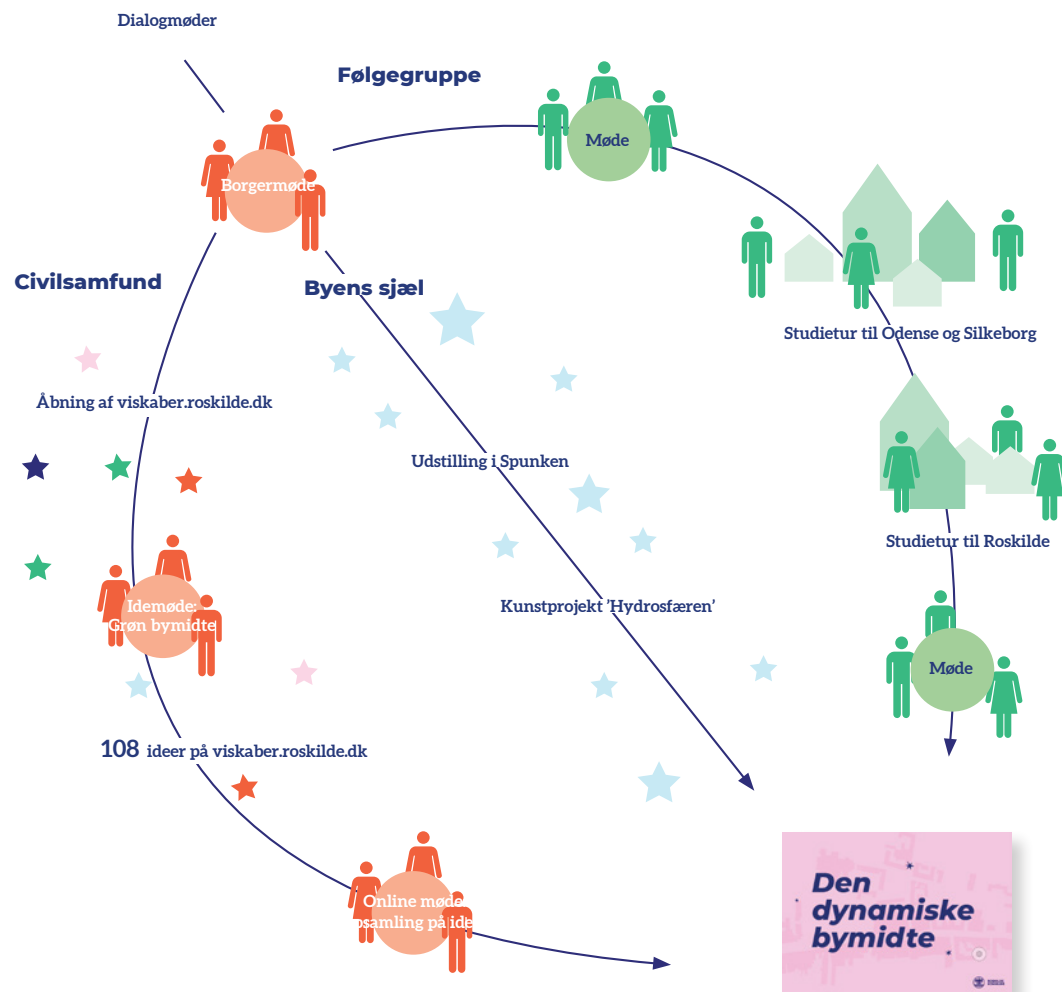 Dialogmøder
Følgegruppe
Møde
Borgermøde
Civilsamfund
Byens sjæl
Studietur til Odense og Silkeborg
Åbning af viskaber.roskilde.dk
Udstilling i Spunken
Studietur til Roskilde
Idemøde:
Grøn bymidte
Kunstprojekt 'Hydrosfæren'
Møde
108 ideer på viskaber.roskilde.dk
Online møde
på
Den
dynamiske
bymidte